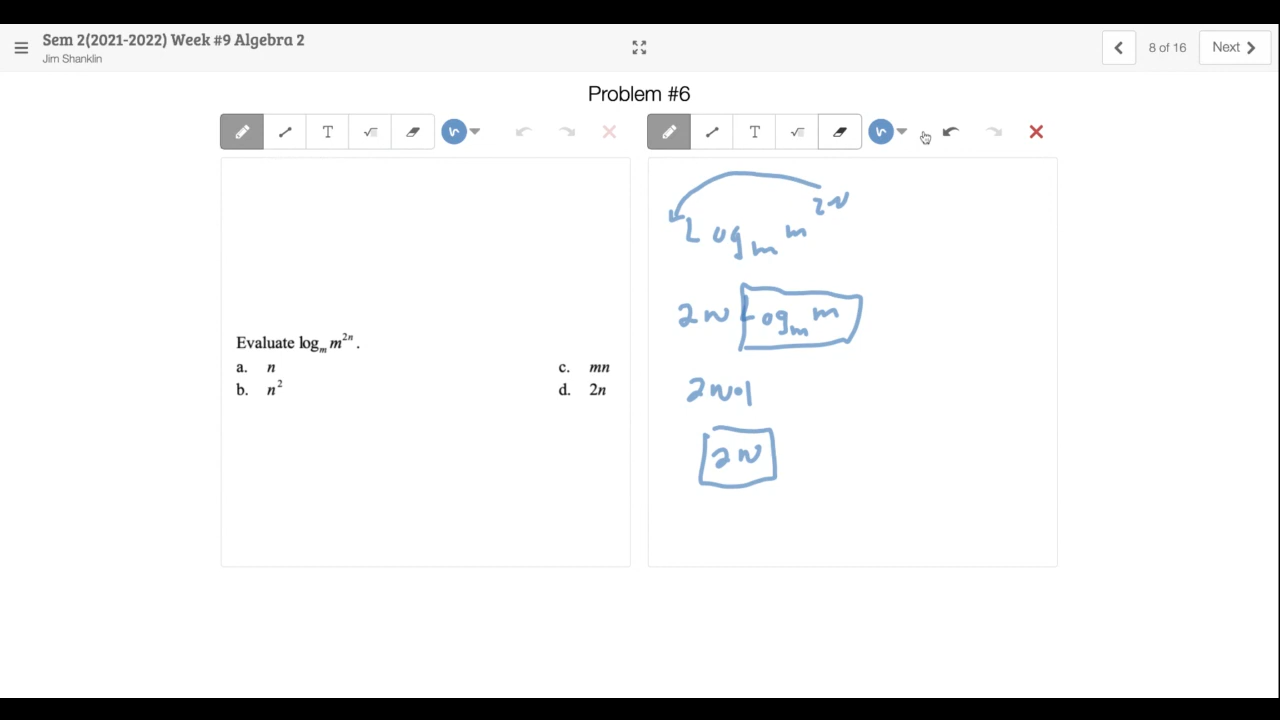 Sem 2(2021-2022) Week #9 Algebra 2
Jim Shanklin
8 of 16
Next
Problem #6
T
T
Evaluate logₘ m²ⁿ.
a. n
c. mn
b. n²
d. 2n
Logₘ m²ᴺ
2N Logₘ m
2N•1
2N